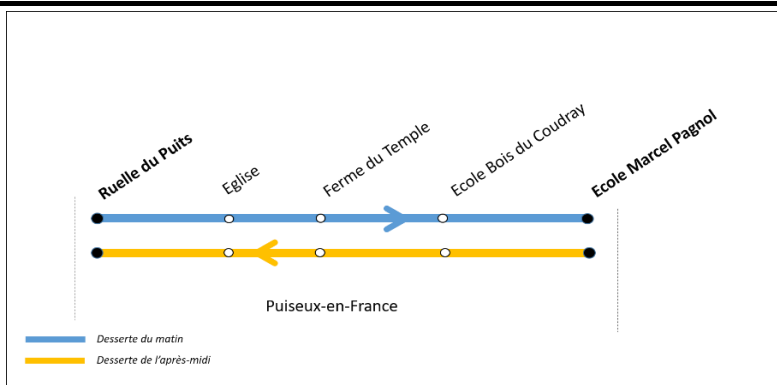 Ruelle du Puits
Eglise
Ferme du Temple
Ecole Bois du Coudray
Ecole Marcel Pagnol
Puiseux-en-France
Desserte du matin
Desserte de l'après-midi